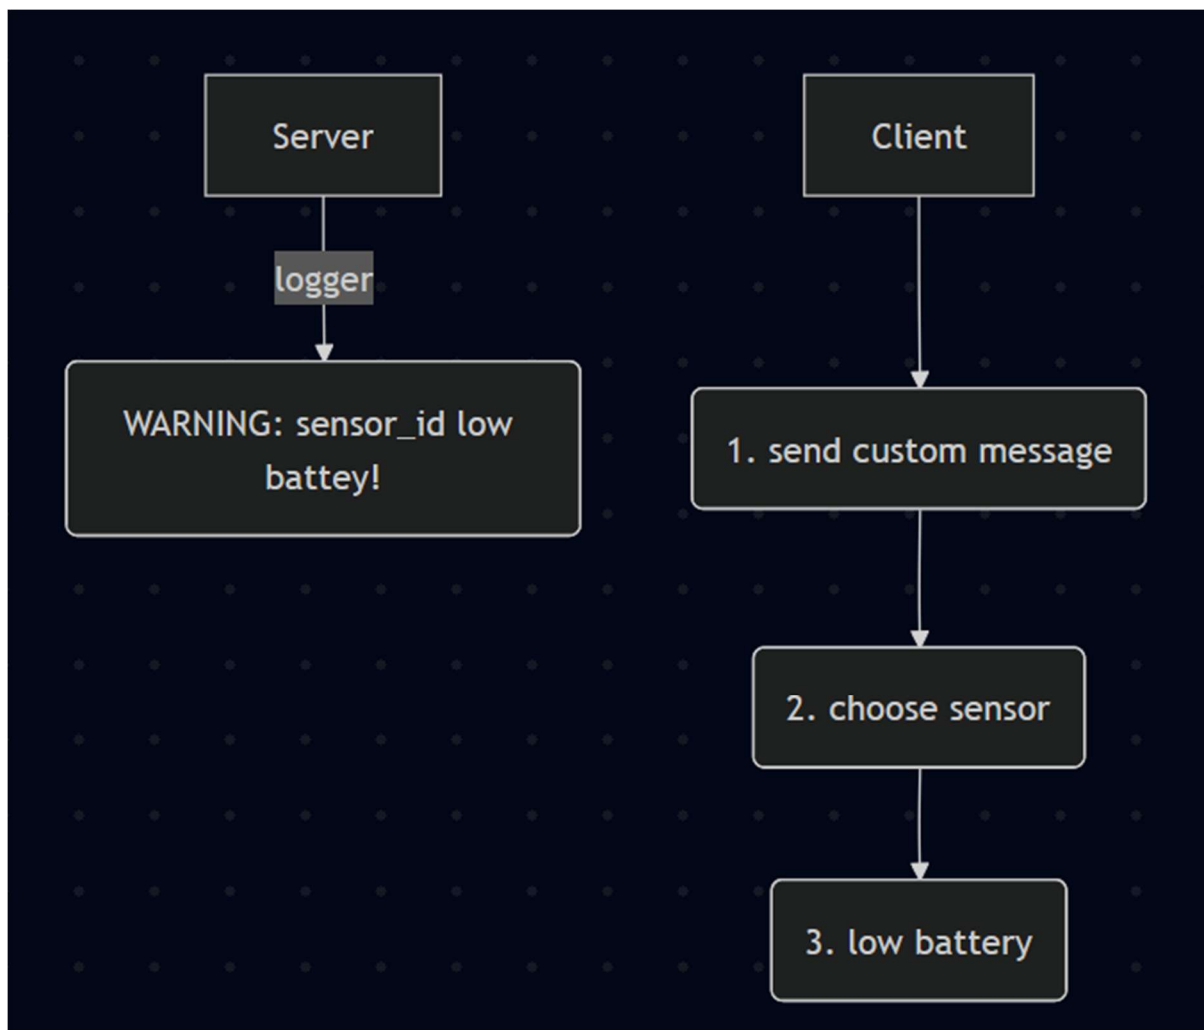 Server
Client
logger
WARNING: sensor_id low
battey!
1. send custom message
2. choose sensor
3. low battery